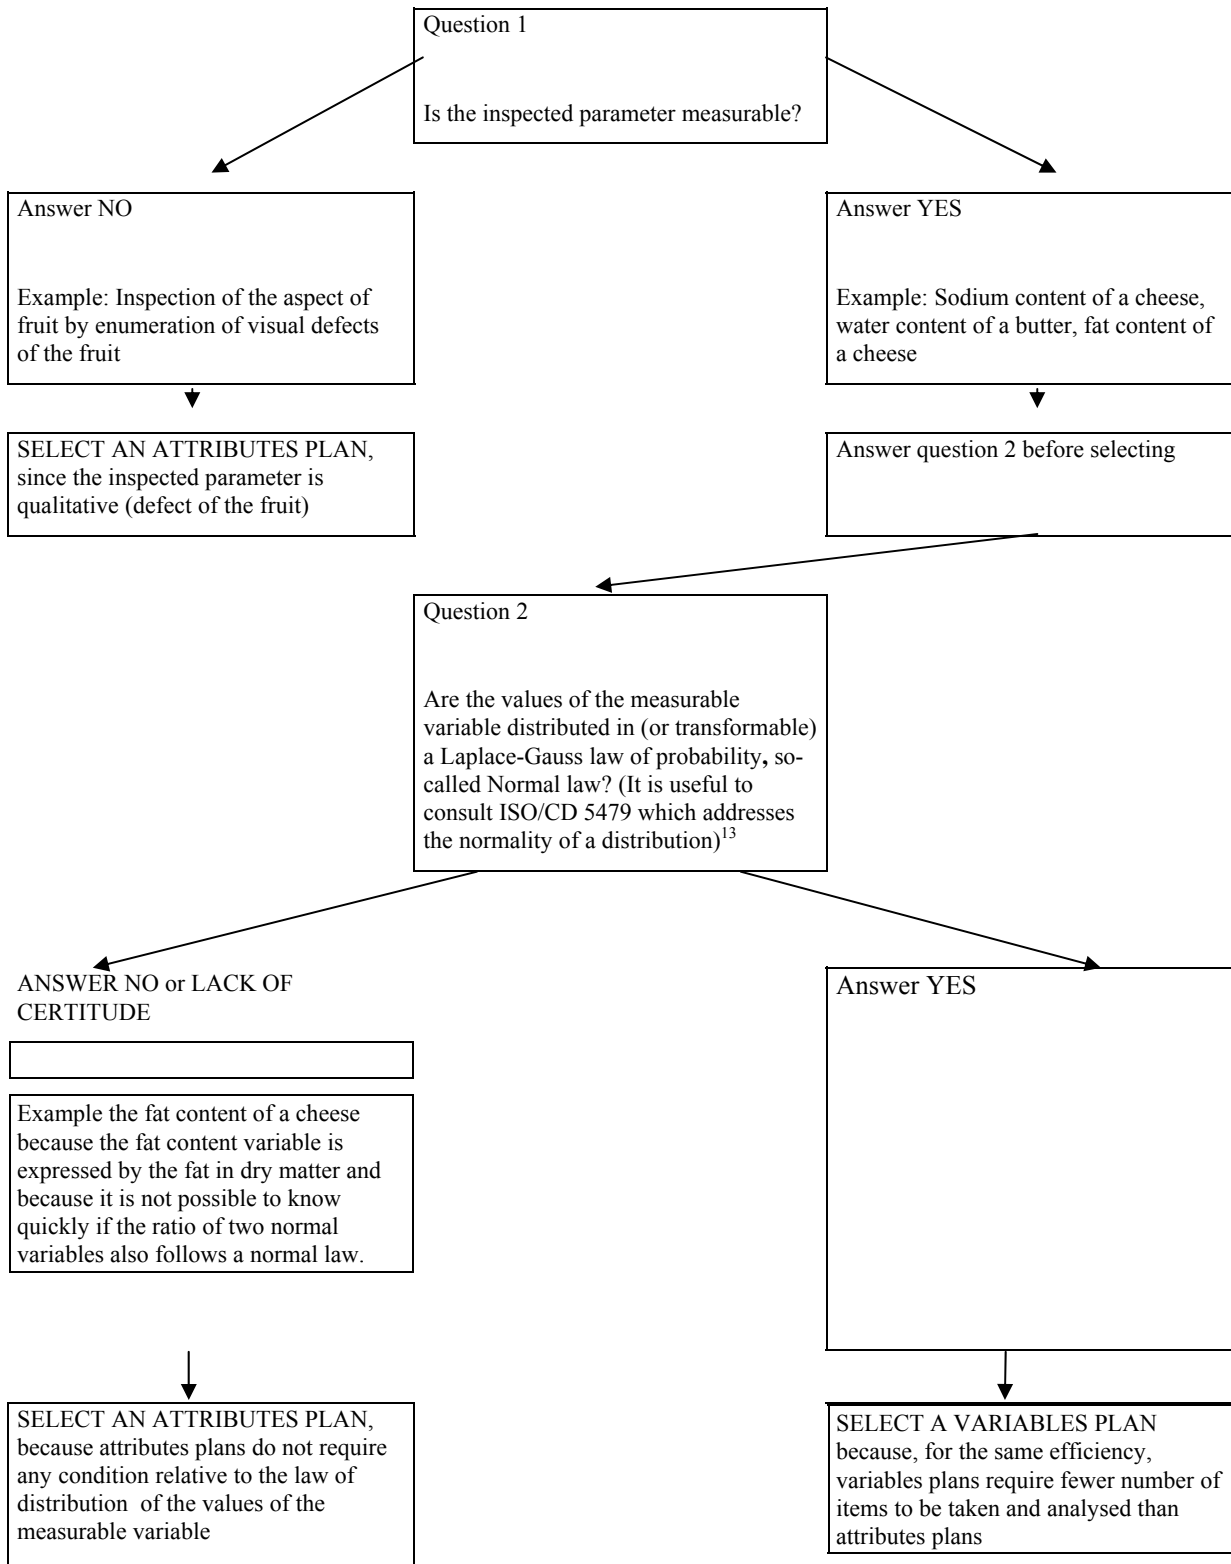 Question 1
Is the inspected parameter measurable?
Answer NO
Example: Inspection of the aspect of
fruit by enumeration of visual defects
of the fruit
Answer YES
Example: Sodium content of a cheese,
water content of a butter, fat content of
a cheese
SELECT AN ATTRIBUTES PLAN,
since the inspected parameter is
qualitative (defect of the fruit)
Answer question 2 before selecting
Question 2
Are the values of the measurable
variable distributed in (or transformable)
a Laplace-Gauss law of probability, so-
called Normal law? (It is useful to
consult ISO/CD 5479 which addresses
the normality of a distribution)13
ANSWER NO or LACK OF
CERTITUDE
Example the fat content of a cheese
because the fat content variable is
expressed by the fat in dry matter and
because it is not possible to know
quickly if the ratio of two normal
variables also follows a normal law.
Answer YES
SELECT AN ATTRIBUTES PLAN,
because attributes plans do not require
any condition relative to the law of
distribution of the values of the
measurable variable
SELECT A VARIABLES PLAN
because, for the same efficiency,
variables plans require fewer number of
items to be taken and analysed than
attributes plans